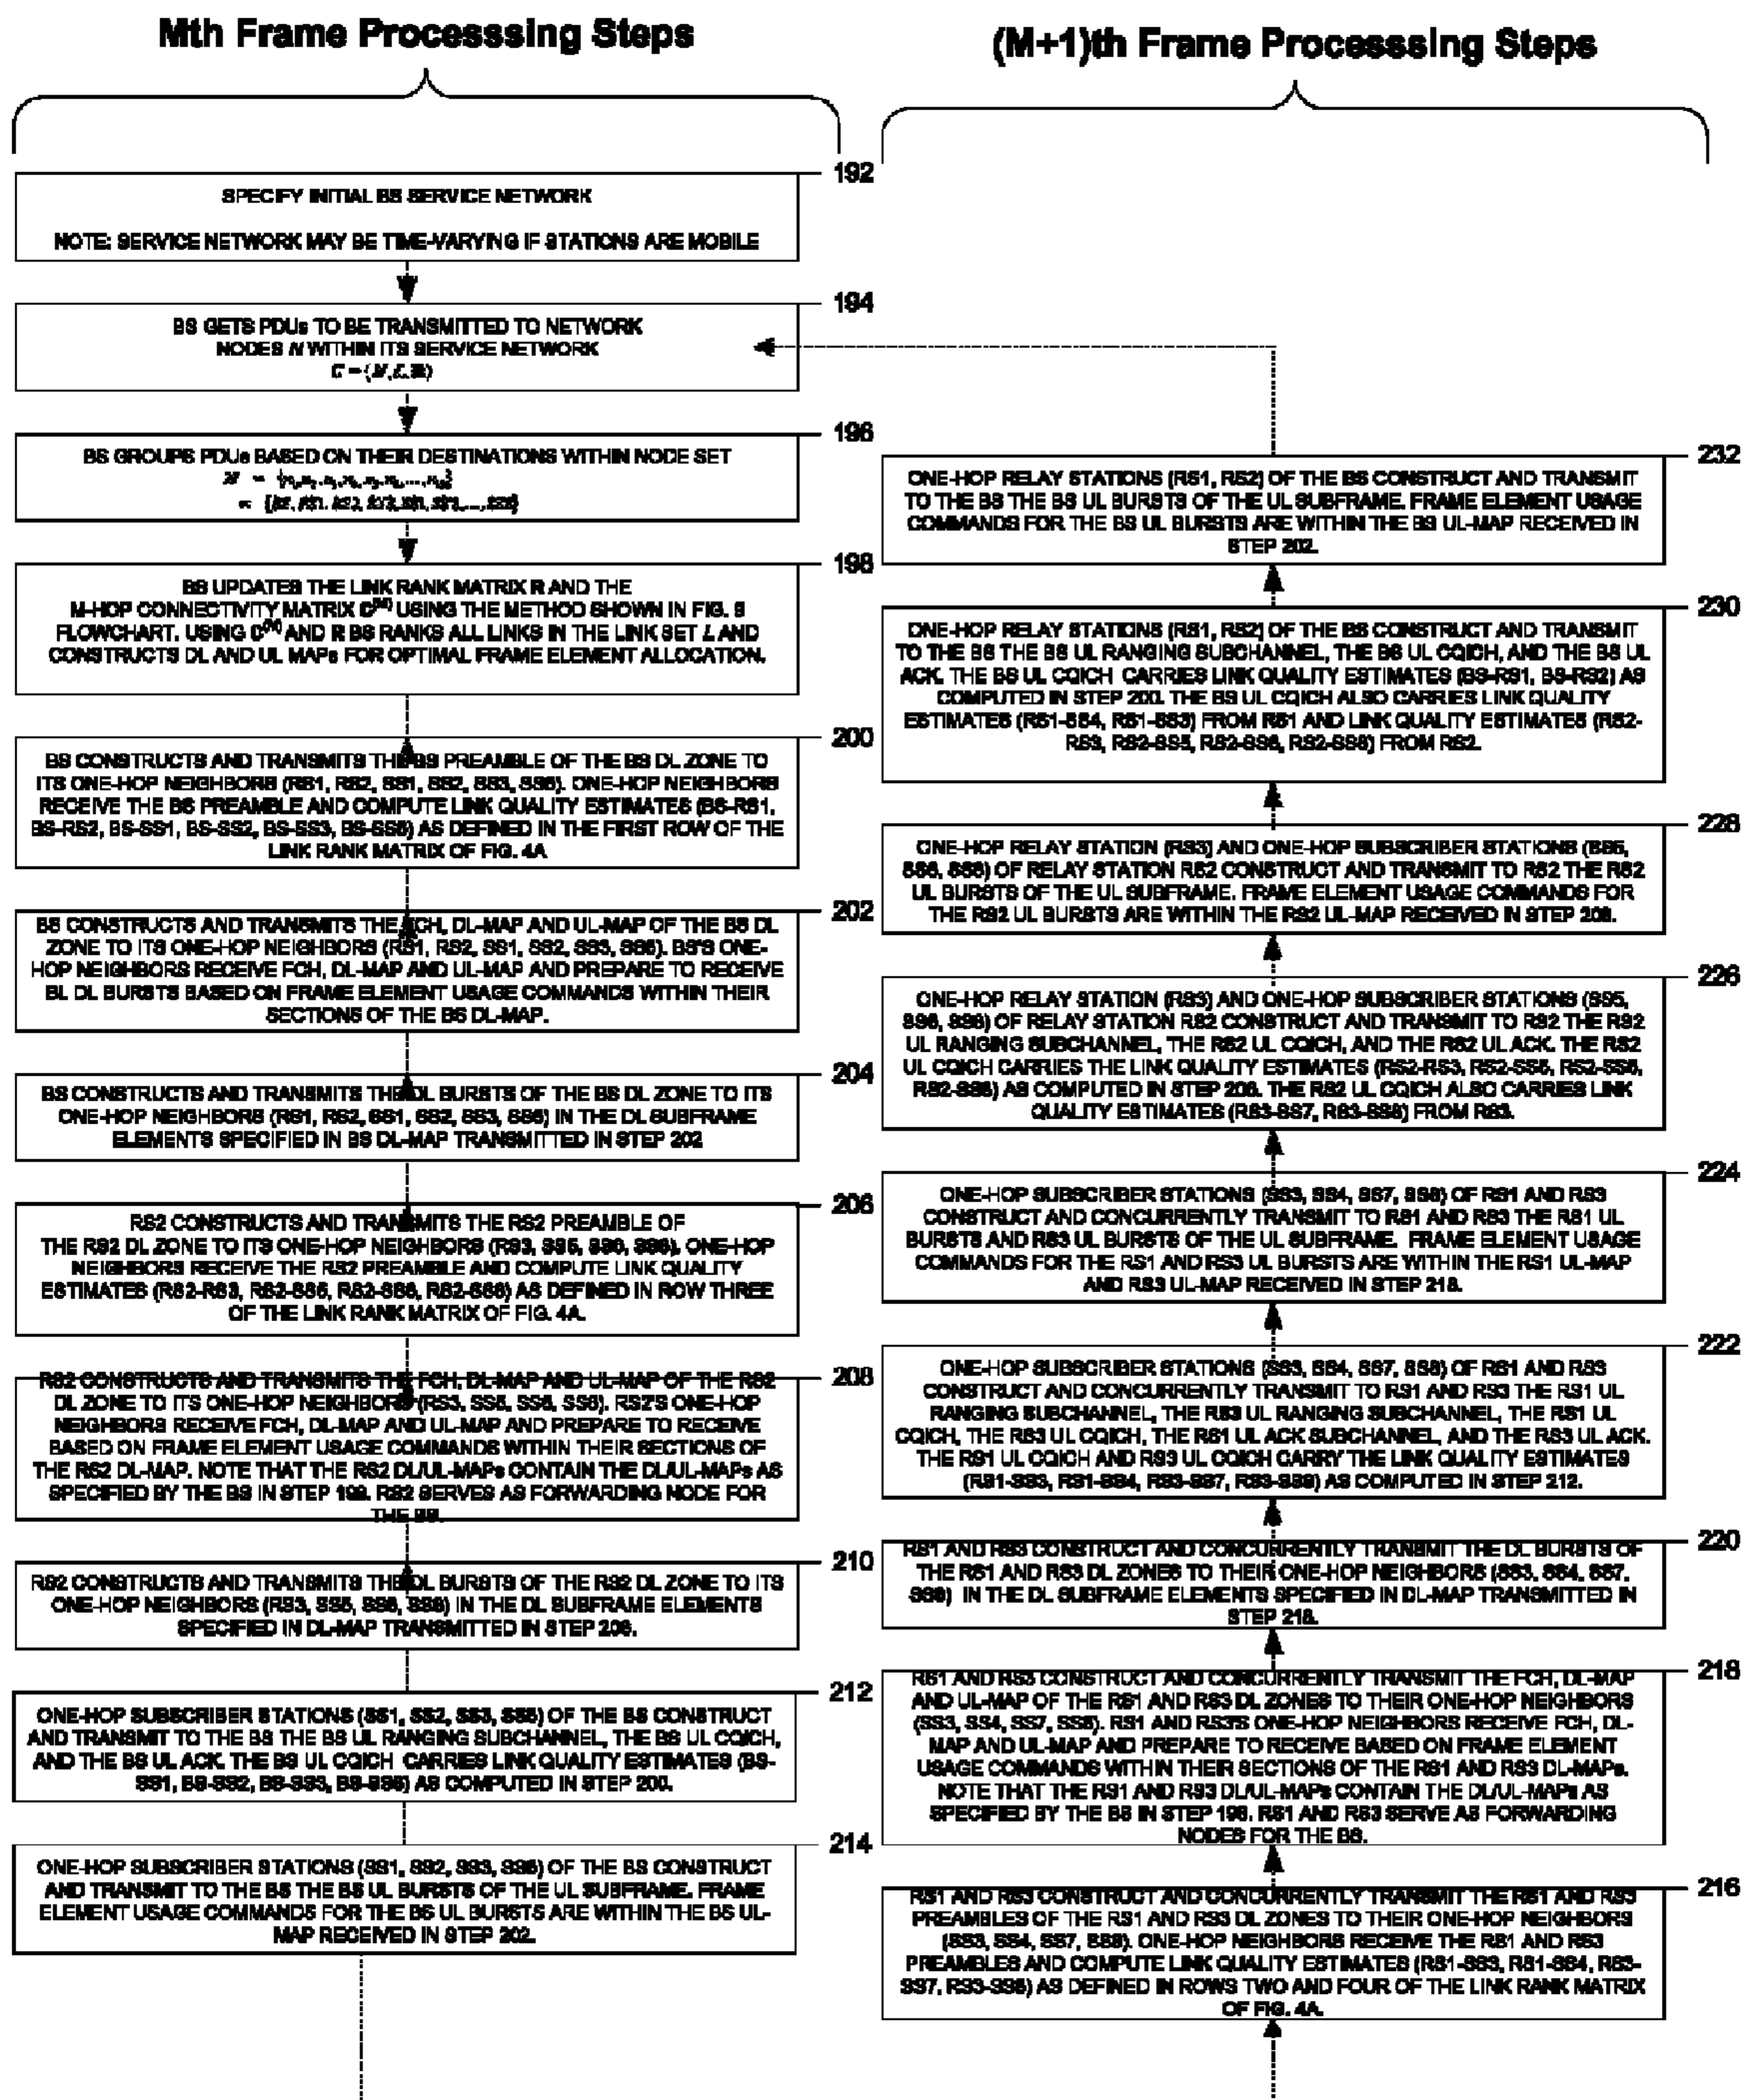 Mth Frame Processsing Steps
192
SPECIFY INITIAL BS SERVICE NETWORK
NOTE: SERVICE NETWORK MAY BE TIME-VARYING IF STATIONS ARE MOBILE
194
BS GETS PDUs TO BE TRANSMITTED TO NETWORK
NODES N WITHIN ITS SERVICE NETWORK
196
BS GROUPS PDUs BASED ON THEIR DESTINATIONS WITHIN NODE SET
198
BS UPDATES THE LINK RANK MATRIX R AND THE
M-HOP CONNECTIVITY MATRIX C(M) USING THE METHOD SHOWN IN FIG. 9
FLOWCHART. USING C(M) AND R BS RANKS ALL LINKS IN THE LINK SET L AND
CONSTRUCTS DL AND UL MAPs FOR OPTIMAL FRAME ELEMENT ALLOCATION.
200
BS CONSTRUCTS AND TRANSMITS THE BS PREAMBLE OF THE BS DL ZONE TO
ITS ONE-HOP NEIGHBORS (RS1, RS2, SS1, SS2, SS3, SS5). ONE-HOP NEIGHBORS
RECEIVE THE BS PREAMBLE AND COMPUTE LINK QUALITY ESTIMATES (BS-RS1,
BS-RS2, BS-SS1, BS-SS2, BS-SS3, BS-SS5) AS DEFINED IN THE FIRST ROW OF THE
LINK RANK MATRIX OF FIG. 4A
202
BS CONSTRUCTS AND TRANSMITS THE FCH, DL-MAP AND UL-MAP OF THE BS DL
ZONE TO ITS ONE-HOP NEIGHBORS (RS1, RS2, SS1, SS2, SS3, SS5). BS'S ONE-
HOP NEIGHBORS RECEIVE FCH, DL-MAP AND UL-MAP AND PREPARE TO RECEIVE
BL DL BURSTS BASED ON FRAME ELEMENT USAGE COMMANDS WITHIN THEIR
SECTIONS OF THE BS DL-MAP.
204
BS CONSTRUCTS AND TRANSMITS THE DL BURSTS OF THE BS DL ZONE TO ITS
ONE-HOP NEIGHBORS (RS1, RS2, SS1, SS2, SS3, SS5) IN THE DL SUBFRAME
ELEMENTS SPECIFIED IN BS DL-MAP TRANSMITTED IN STEP 202
206
RS2 CONSTRUCTS AND TRANSMITS THE RS2 PREAMBLE OF
THE RS2 DL ZONE TO ITS ONE-HOP NEIGHBORS (RS3, SS5, SS6, SS8). ONE-HOP
NEIGHBORS RECEIVE THE RS2 PREAMBLE AND COMPUTE LINK QUALITY
ESTIMATES (RS2-RS3, RS2-SS5, RS2-SS6, RS2-SS8) AS DEFINED IN ROW THREE
OF THE LINK RANK MATRIX OF FIG. 4A.
208
RS2 CONSTRUCTS AND TRANSMITS THE FCH, DL-MAP AND UL-MAP OF THE RS2
DL ZONE TO ITS ONE-HOP NEIGHBORS (RS3, SS5, SS6, SS8). RS2'S ONE-HOP
NEIGHBORS RECEIVE FCH, DL-MAP AND UL-MAP AND PREPARE TO RECEIVE
BASED ON FRAME ELEMENT USAGE COMMANDS WITHIN THEIR SECTIONS OF
THE RS2 DL-MAP. NOTE THAT THE RS2 DL/UL-MAPs CONTAIN THE DL/UL-MAPs AS
SPECIFIED BY THE BS IN STEP 198. RS2 SERVES AS FORWARDING NODE FOR
THE BS.
210
RS2 CONSTRUCTS AND TRANSMITS THE DL BURSTS OF THE RS2 DL ZONE TO ITS
ONE-HOP NEIGHBORS (RS3, SS5, SS6, SS8) IN THE DL SUBFRAME ELEMENTS
SPECIFIED IN DL-MAP TRANSMITTED IN STEP 208.
212
ONE-HOP SUBSCRIBER STATIONS (SS1, SS2, SS3, SS5) OF THE BS CONSTRUCT
AND TRANSMIT TO THE BS THE BS UL RANGING SUBCHANNEL, THE BS UL CQICH,
AND THE BS UL ACK. THE BS UL CQICH CARRIES LINK QUALITY ESTIMATES (BS-
SS1, BS-SS2, BS-SS3, BS-SS5) AS COMPUTED IN STEP 200.
214
ONE-HOP SUBSCRIBER STATIONS (SS1, SS2, SS3, SS5) OF THE BS CONSTRUCT
AND TRANSMIT TO THE BS THE BS UL BURSTS OF THE UL SUBFRAME. FRAME
ELEMENT USAGE COMMANDS FOR THE BS UL BURSTS ARE WITHIN THE BS UL-
MAP RECEIVED IN STEP 202.
(M+1)th Frame Processsing Steps
232
ONE-HOP RELAY STATIONS (RS1, RS2) OF THE BS CONSTRUCT AND TRANSMIT
TO THE BS THE BS UL BURSTS OF THE UL SUBFRAME. FRAME ELEMENT USAGE
COMMANDS FOR THE BS UL BURSTS ARE WITHIN THE BS UL-MAP RECEIVED IN
STEP 202.
230
ONE-HOP RELAY STATIONS (RS1, RS2) OF THE BS CONSTRUCT AND TRANSMIT
TO THE BS THE BS UL RANGING SUBCHANNEL, THE BS UL CQICH, AND THE BS UL
ACK. THE BS UL CQICH CARRIES LINK QUALITY ESTIMATES (BS-RS1, BS-RS2) AS
COMPUTED IN STEP 200. THE BS UL CQICH ALSO CARRIES LINK QUALITY
ESTIMATES (RS1-SS4, RS1-SS3) FROM RS1 AND LINK QUALITY ESTIMATES (RS2-
RS3, RS2-SS5, RS2-SS6, RS2-SS8) FROM RS2.
228
ONE-HOP RELAY STATION (RS3) AND ONE-HOP SUBSCRIBER STATIONS (SS5,
SS6, SS8) OF RELAY STATION RS2 CONSTRUCT AND TRANSMIT TO RS2 THE RS2
UL BURSTS OF THE UL SUBFRAME. FRAME ELEMENT USAGE COMMANDS FOR
THE RS2 UL BURSTS ARE WITHIN THE RS2 UL-MAP RECEIVED IN STEP 208.
226
ONE-HOP RELAY STATION (RS3) AND ONE-HOP SUBSCRIBER STATIONS (SS5,
SS6, SS8) OF RELAY STATION RS2 CONSTRUCT AND TRANSMIT TO RS2 THE RS2
UL RANGING SUBCHANNEL, THE RS2 UL CQICH, AND THE RS2 UL ACK. THE RS2
UL CQICH CARRIES THE LINK QUALITY ESTIMATES (RS2-RS3, RS2-SS5, RS2-SS6,
RS2-SS8) AS COMPUTED IN STEP 206. THE RS2 UL CQICH ALSO CARRIES LINK
QUALITY ESTIMATES (RS3-SS7, RS3-SS8) FROM RS3.
224
ONE-HOP SUBSCRIBER STATIONS (SS3, SS4, SS7, SS8) OF RS1 AND RS3
CONSTRUCT AND CONCURRENTLY TRANSMIT TO RS1 AND RS3 THE RS1 UL
BURSTS AND RS3 UL BURSTS OF THE UL SUBFRAME. FRAME ELEMENT USAGE
COMMANDS FOR THE RS1 AND RS3 UL BURSTS ARE WITHIN THE RS1 UL-MAP
AND RS3 UL-MAP RECEIVED IN STEP 218.
222
ONE-HOP SUBSCRIBER STATIONS (SS3, SS4, SS7, SS8) OF RS1 AND RS3
CONSTRUCT AND CONCURRENTLY TRANSMIT TO RS1 AND RS3 THE RS1 UL
RANGING SUBCHANNEL, THE RS3 UL RANGING SUBCHANNEL, THE RS1 UL
CQICH, THE RS3 UL CQICH, THE RS1 UL ACK SUBCHANNEL, AND THE RS3 UL ACK.
THE RS1 UL CQICH AND RS3 UL CQICH CARRY THE LINK QUALITY ESTIMATES
(RS1-SS3, RS1-SS4, RS3-SS7, RS3-SS8) AS COMPUTED IN STEP 212.
220
RS1 AND RS3 CONSTRUCT AND CONCURRENTLY TRANSMIT THE DL BURSTS OF
THE RS1 AND RS3 DL ZONES TO THEIR ONE-HOP NEIGHBORS (SS3, SS4, SS7,
SS8) IN THE DL SUBFRAME ELEMENTS SPECIFIED IN DL-MAP TRANSMITTED IN
STEP 218.
218
RS1 AND RS3 CONSTRUCT AND CONCURRENTLY TRANSMIT THE FCH, DL-MAP
AND UL-MAP OF THE RS1 AND RS3 DL ZONES TO THEIR ONE-HOP NEIGHBORS
(SS3, SS4, SS7, SS8). RS1 AND RS3'S ONE-HOP NEIGHBORS RECEIVE FCH, DL-
MAP AND UL-MAP AND PREPARE TO RECEIVE BASED ON FRAME ELEMENT
USAGE COMMANDS WITHIN THEIR SECTIONS OF THE RS1 AND RS3 DL-MAPs.
NOTE THAT THE RS1 AND RS3 DL/UL-MAPs CONTAIN THE DL/UL-MAPs AS
SPECIFIED BY THE BS IN STEP 198. RS1 AND RS3 SERVE AS FORWARDING
NODES FOR THE BS.
216
RS1 AND RS3 CONSTRUCT AND CONCURRENTLY TRANSMIT THE RS1 AND RS3
PREAMBLES OF THE RS1 AND RS3 DL ZONES TO THEIR ONE-HOP NEIGHBORS
(SS3, SS4, SS7, SS8). ONE-HOP NEIGHBORS RECEIVE THE RS1 AND RS3
PREAMBLES AND COMPUTE LINK QUALITY ESTIMATES (RS1-SS3, RS1-SS4, RS3-
SS7, RS3-SS8) AS DEFINED IN ROWS TWO AND FOUR OF THE LINK RANK MATRIX
OF FIG. 4A.